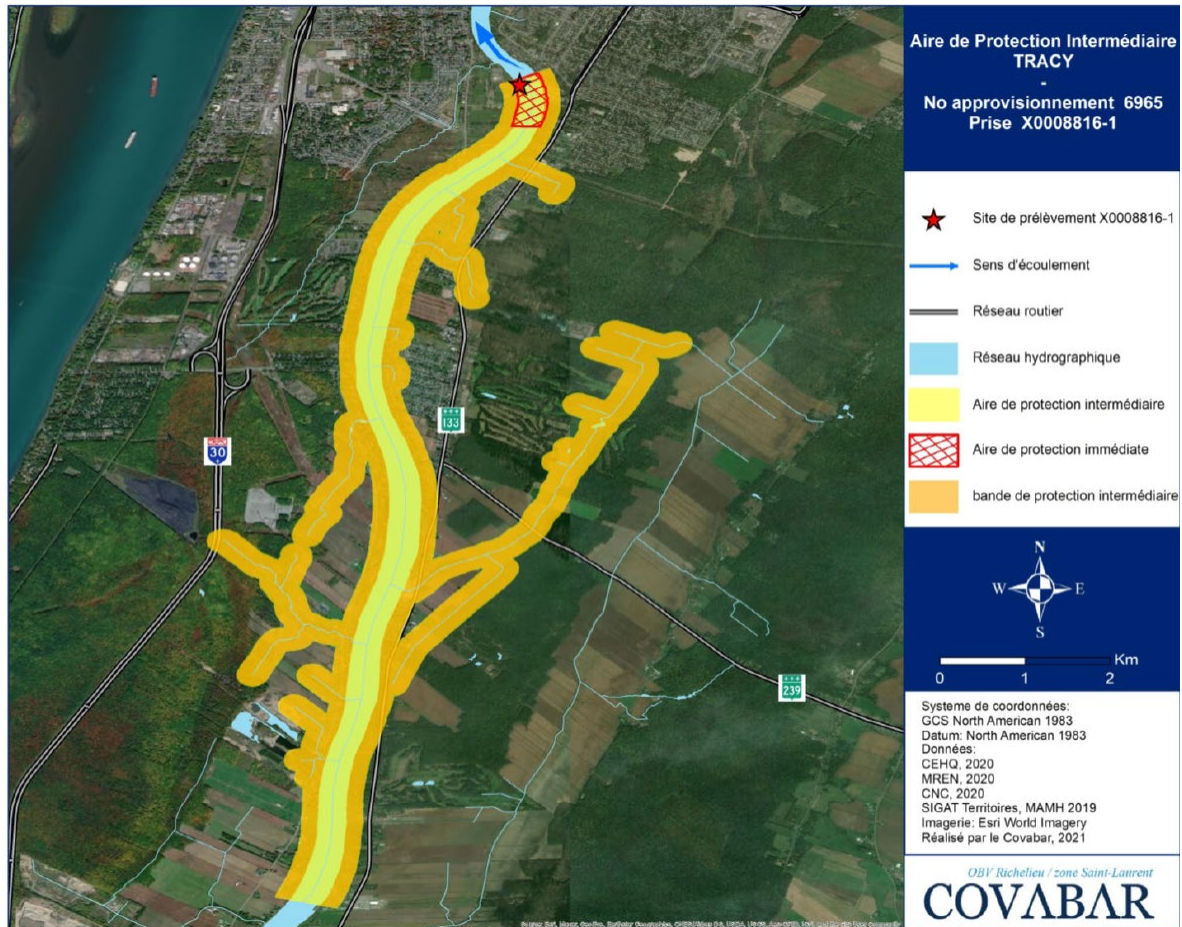 Aire de Protection Intermédiaire
TRACY
-
No approvisionnement 6965
Prise X0008816-1
Site de prélèvement X0008816-1
Sens d'écoulement
Réseau routier
Réseau hydrographique
Aire de protection intermédiaire
Aire de protection immédiate
bande de protection intermédiaire
133
30
239
N
W
E
S
Km
0 1 2
Systeme de coordonnées:
GCS North American 1983
Datum: North American 1983
Données:
CEHQ, 2020
MREN, 2020
CNC, 2020
SIGAT Territoires, MAMH 2019
Imagerie: Esri World Imagery
Réalisé par le Covabar, 2021
OBV Richelieu / zone Saint-Laurent
COVABAR